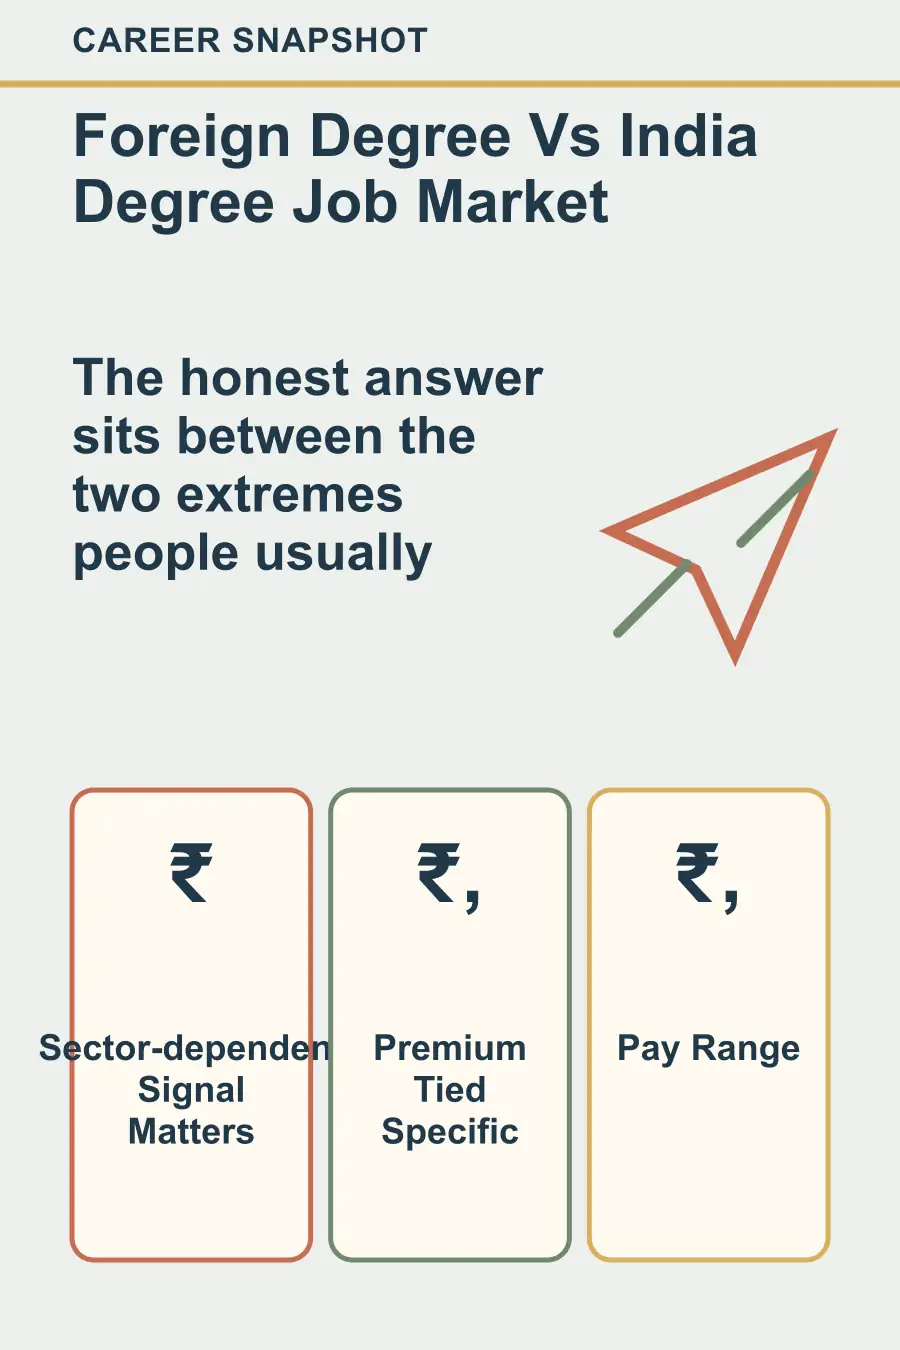 CAREER SNAPSHOT
Foreign Degree Vs India
Degree Job Market
The honest answer
sits between the
two extremes
people usually
₹
Sector-dependen
Signal
Matters
₹,
Premium
Tied
Specific
₹,
Pay Range